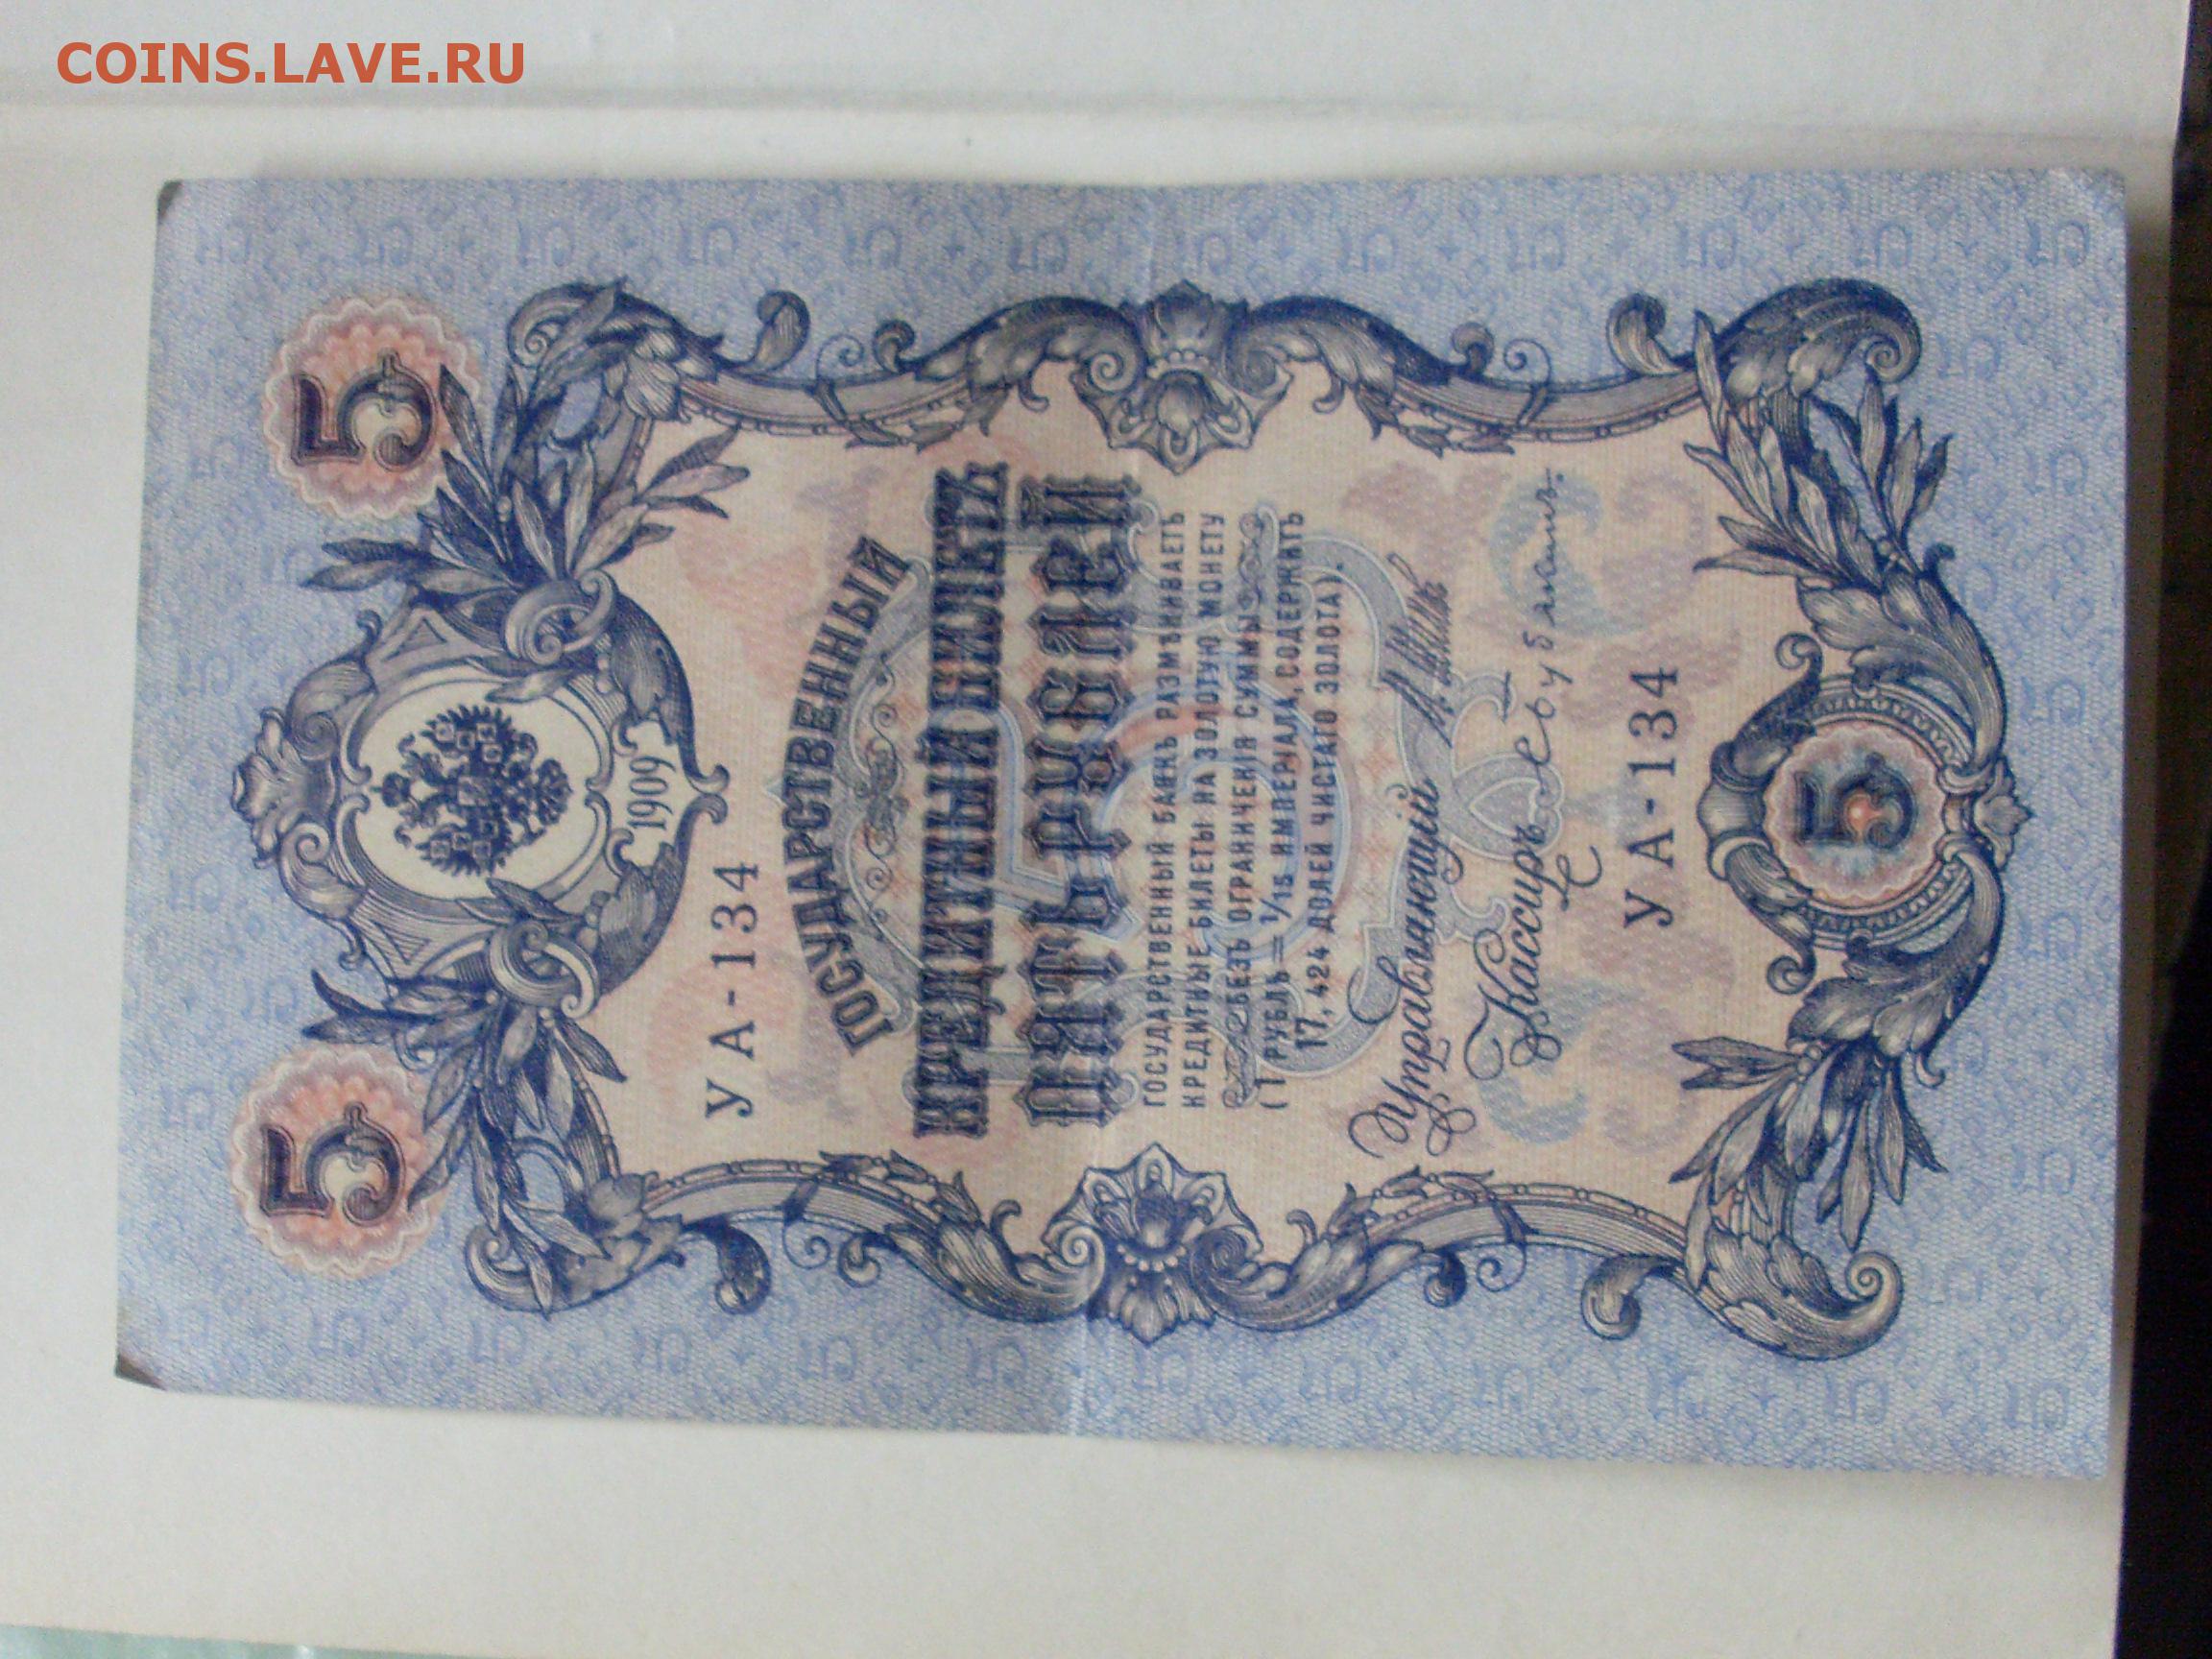 COINS.LAVE.RU
5
5
1909
УА-134
ГОСУДАРСТВЕННЫЙ
КРЕДИТНЫЙ БИЛЕТЪ
ПЯТЬ РУБЛЕЙ
ГОСУДАРСТВЕННЫЙ БАНКЪ РАЗМѢНИВАЕТЪ
КРЕДИТНЫЕ БИЛЕТЫ НА ЗОЛОТУЮ МОНЕТУ
БЕЗЪ ОГРАНИЧЕНІЯ СУММЫ
(1 РУБЛЬ = 1/15 ИМПЕРІАЛА, СОДЕРЖИТЪ
17,424 ДОЛЕЙ ЧИСТАГО ЗОЛОТА).
Управляющій
Кассиръ
УА-134
5